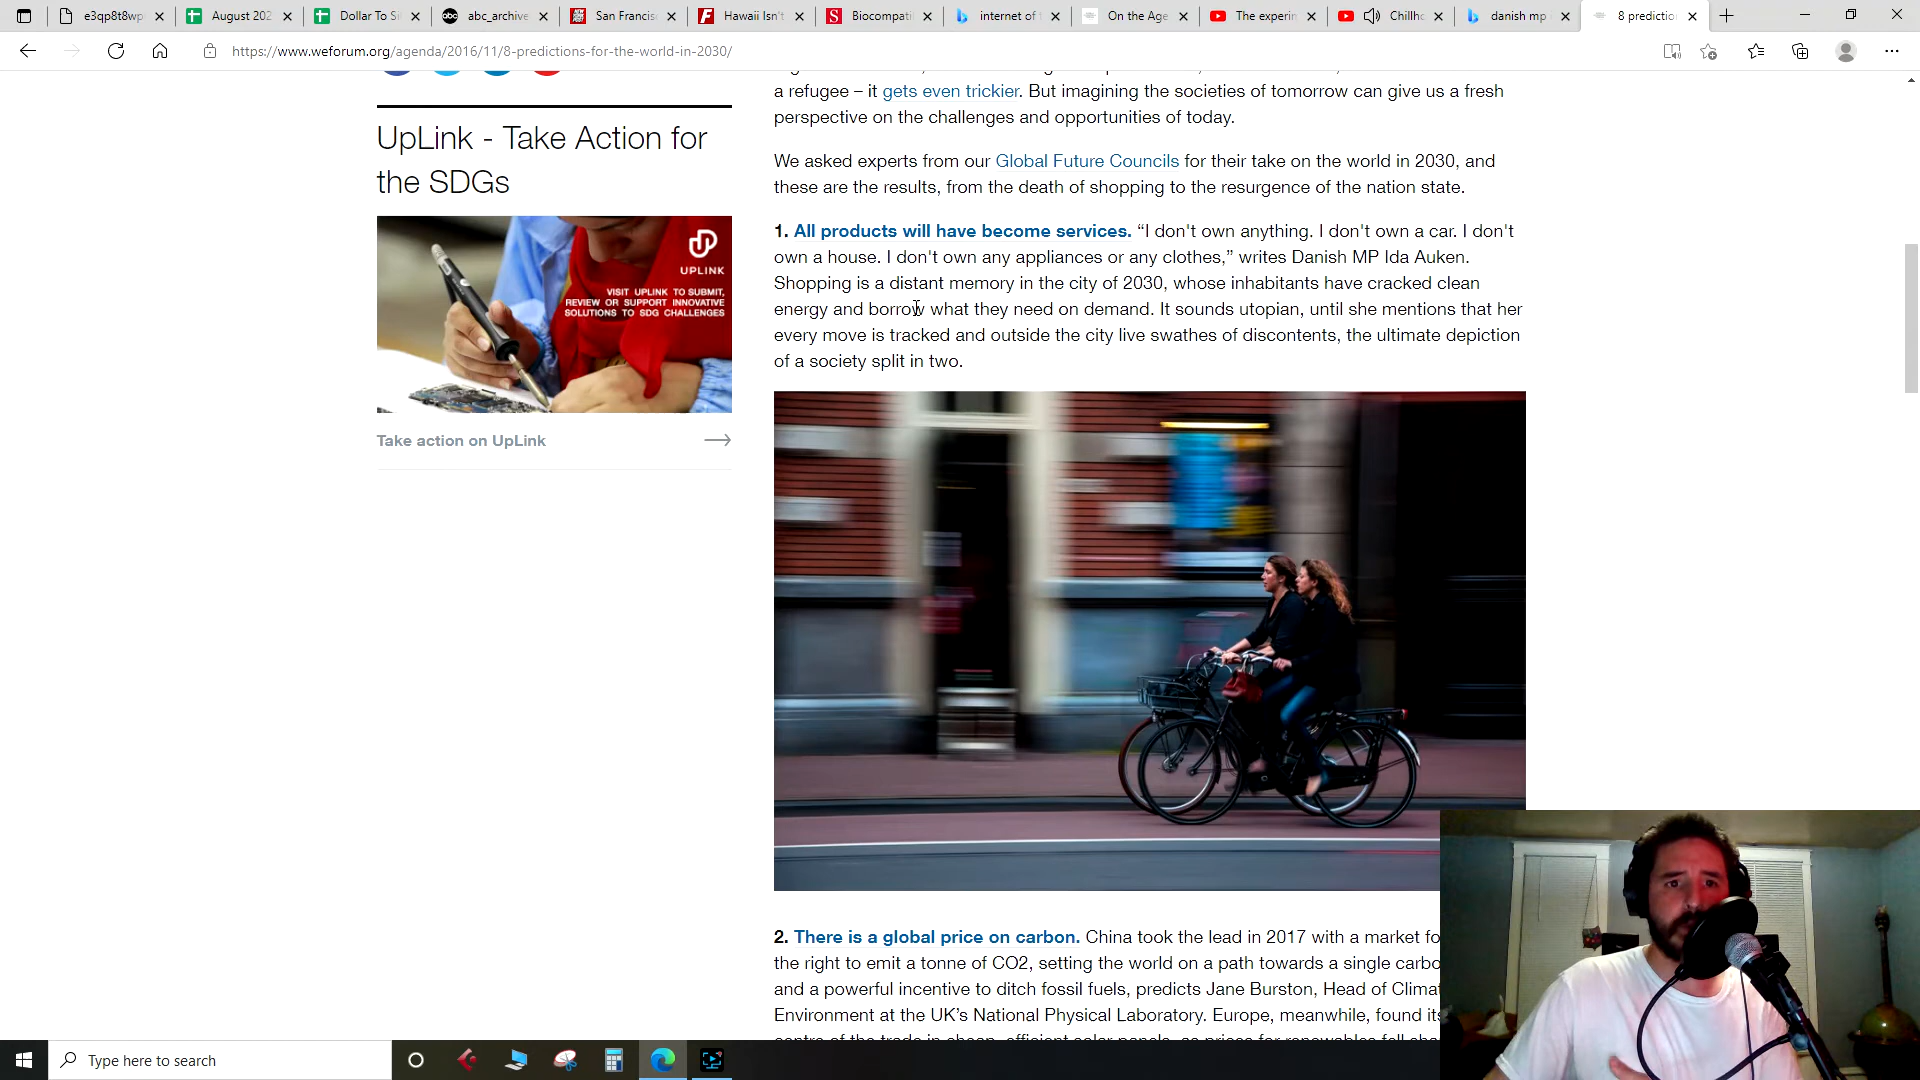 e3qp8t8wp
August 202
Dollar To Si
abc
abc_archive
San Francis
Hawaii Isn't
Biocompati
internet of t
On the Age
The experin
Chillho
danish mp
8 predictio
https://www.weforum.org/agenda/2016/11/8-predictions-for-the-world-in-2030/
UpLink - Take Action for
the SDGs
UPLINK
VISIT UPLINK TO SUBMIT,
REVIEW OR SUPPORT INNOVATIVE
SOLUTIONS TO SDG CHALLENGES
Take action on UpLink
a refugee – it gets even trickier. But imagining the societies of tomorrow can give us a fresh
perspective on the challenges and opportunities of today.
We asked experts from our Global Future Councils for their take on the world in 2030, and
these are the results, from the death of shopping to the resurgence of the nation state.
1. All products will have become services. “I don't own anything. I don't own a car. I don't
own a house. I don't own any appliances or any clothes,” writes Danish MP Ida Auken.
Shopping is a distant memory in the city of 2030, whose inhabitants have cracked clean
energy and borrow what they need on demand. It sounds utopian, until she mentions that her
every move is tracked and outside the city live swathes of discontents, the ultimate depiction
of a society split in two.
2. There is a global price on carbon. China took the lead in 2017 with a market fo
the right to emit a tonne of CO2, setting the world on a path towards a single carbo
and a powerful incentive to ditch fossil fuels, predicts Jane Burston, Head of Climat
Environment at the UK’s National Physical Laboratory. Europe, meanwhile, found its
Type here to search